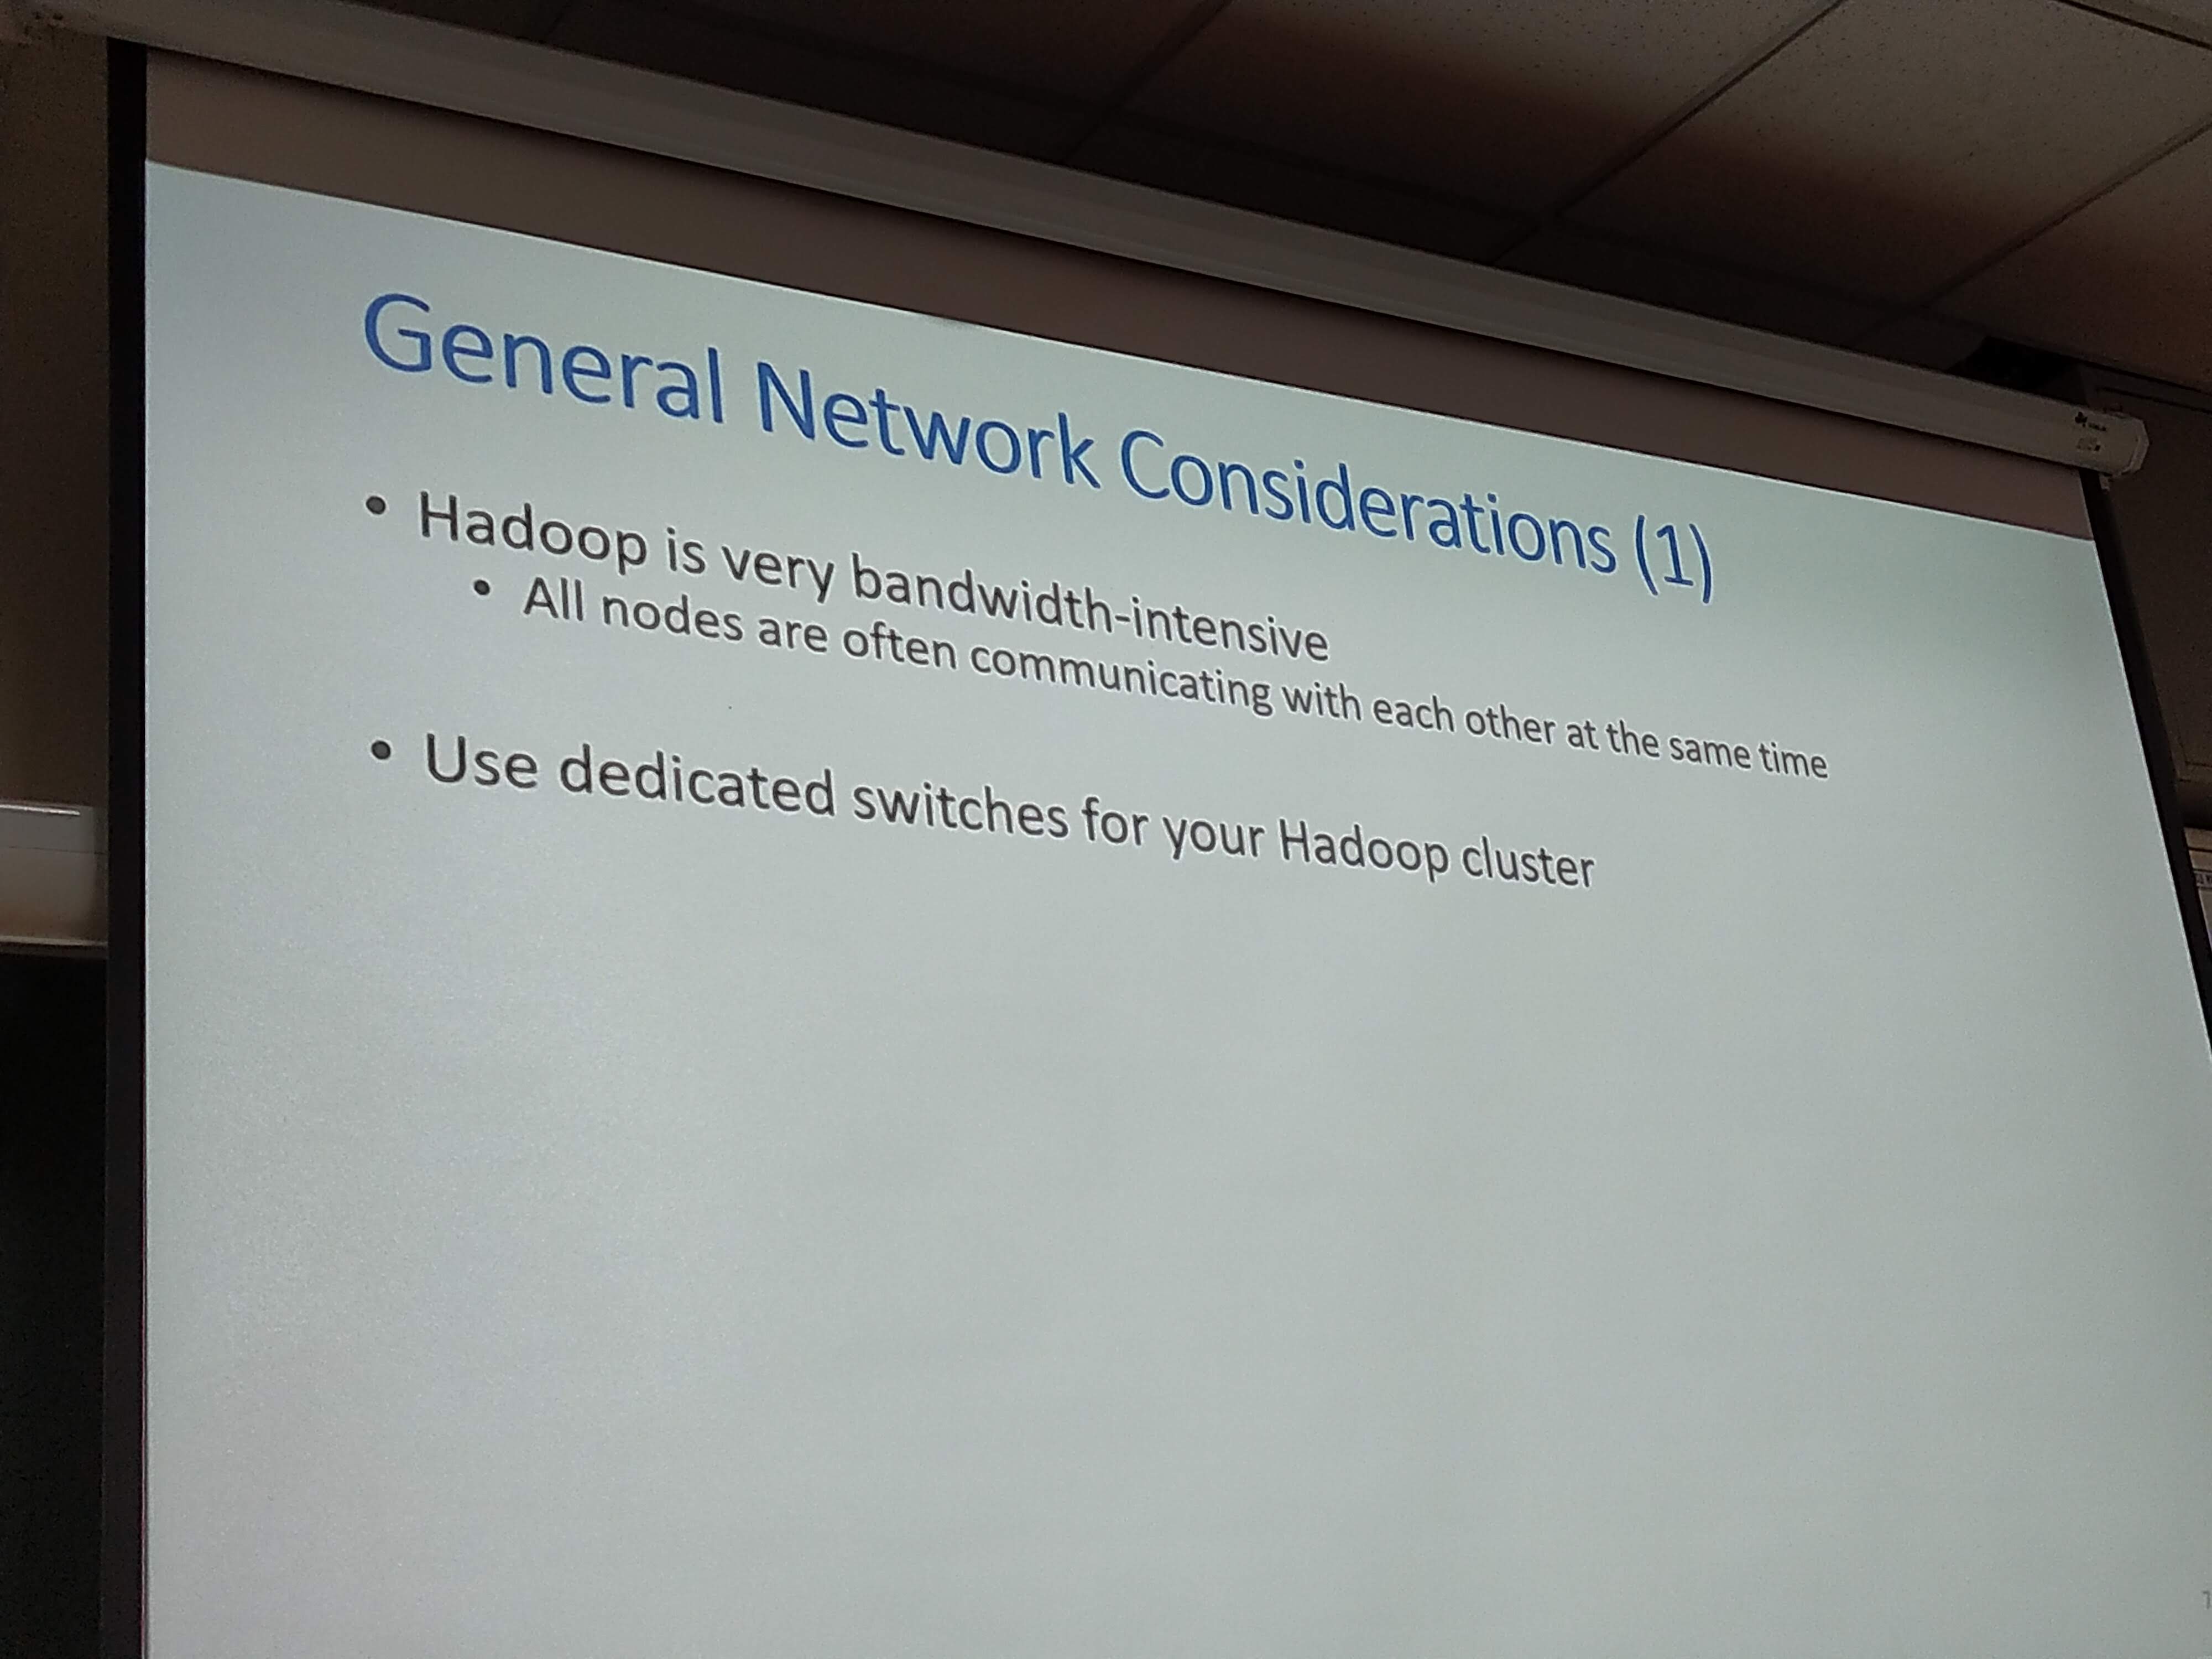 General Network Considerations (1)
• Hadoop is very bandwidth-intensive
• All nodes are often communicating with each other at the same time
• Use dedicated switches for your Hadoop cluster